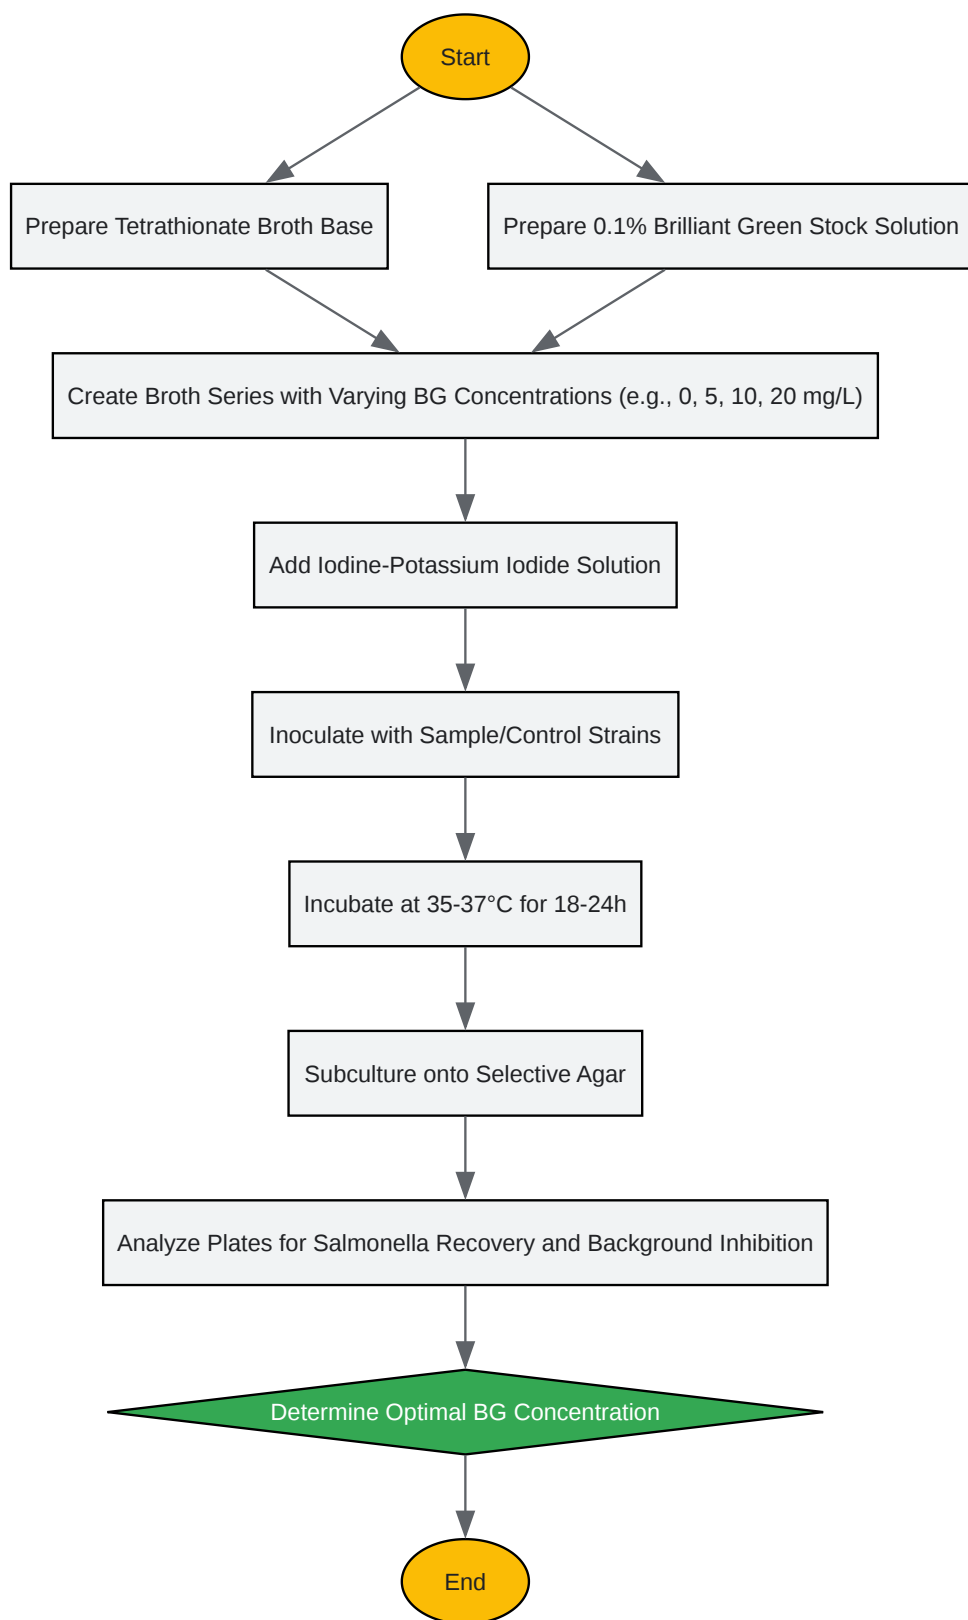 Start
Prepare Tetrathionate Broth Base
Prepare 0.1% Brilliant Green Stock Solution
Create Broth Series with Varying BG Concentrations (e.g., 0, 5, 10, 20 mg/L)
Add Iodine-Potassium Iodide Solution
Inoculate with Sample/Control Strains
Incubate at 35-37°C for 18-24h
Subculture onto Selective Agar
Analyze Plates for Salmonella Recovery and Background Inhibition
Determine Optimal BG Concentration
End